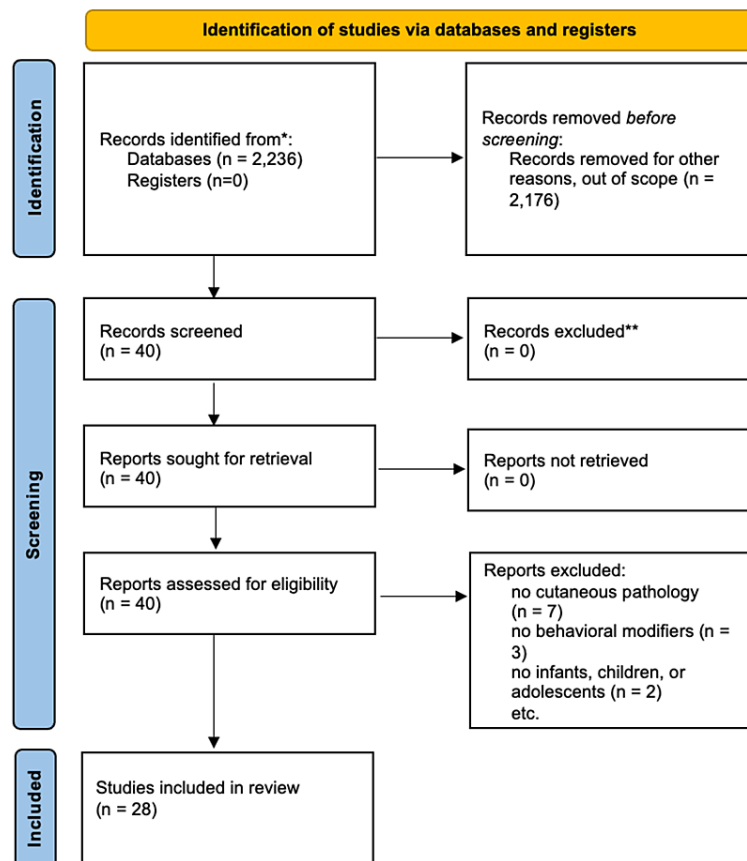 Identification of studies via databases and registers
Identification
Records identified from*:
Databases (n = 2,236)
Registers (n=0)
Records removed before
screening:
Records removed for other
reasons, out of scope (n =
2,176)
Screening
Records screened
(n = 40)
Records excluded**
(n = 0)
Reports sought for retrieval
(n = 40)
Reports not retrieved
(n = 0)
Reports assessed for eligibility
(n = 40)
Reports excluded:
no cutaneous pathology
(n = 7)
no behavioral modifiers (n =
3)
no infants, children, or
adolescents (n = 2)
etc.
Included
Studies included in review
(n = 28)